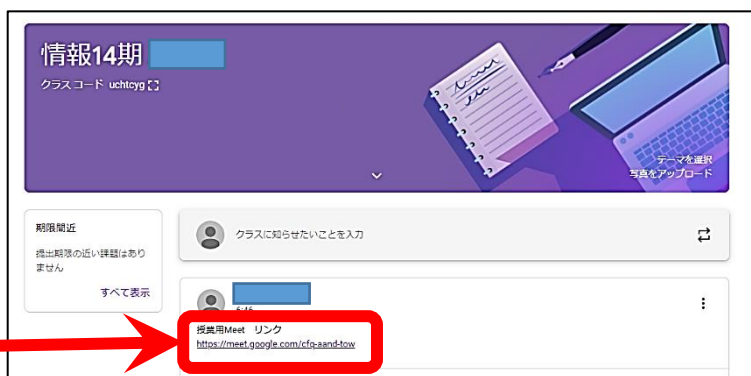 情報14期
クラスコード uchtcyg
テーマを選択
写真をアップロード
期限間近
提出期限の近い課題はあり
ません
すべて表示
クラスに知らせたいことを入力
授業用Meet　リンク
https://meet.google.com/cfq-aand-tow